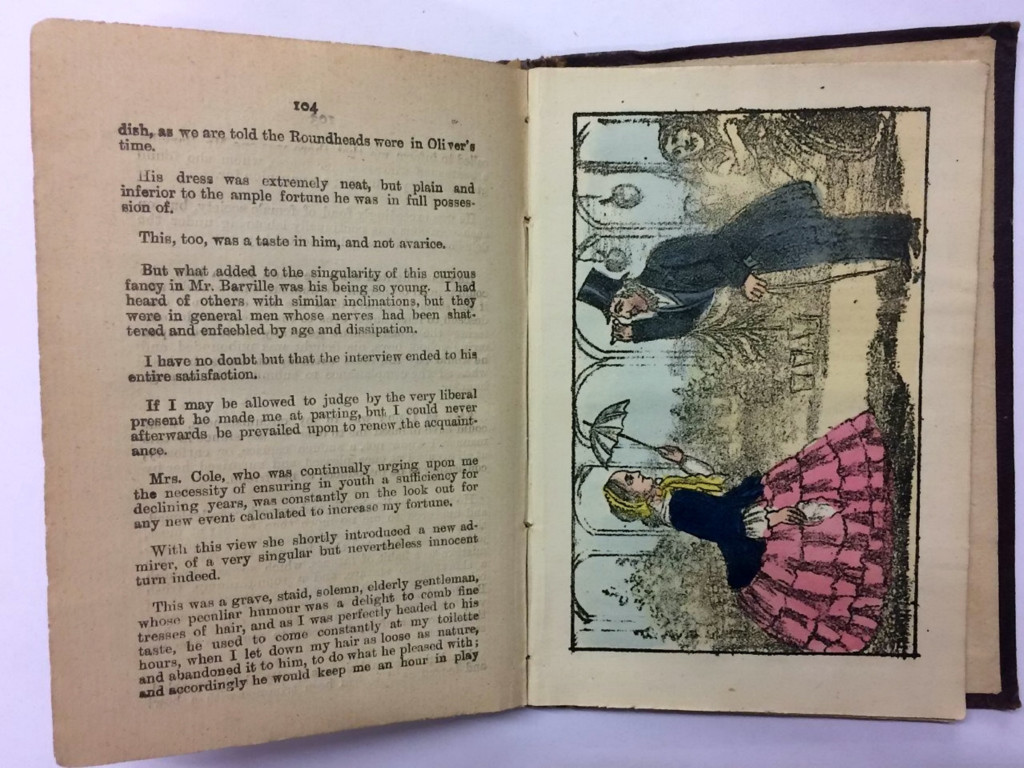 104
dish, as we are told the Roundheads were in Oliver's
time.
His dress was extremely neat, but plain and
inferior to the ample fortune he was in full posses-
sion of.
This, too, was a taste in him, and not avarice.
But what added to the singularity of this curious
fancy in Mr. Barville was his being so young. I had
heard of others with similar inclinations, but they
were in general men whose nerves had been shat-
tered and enfeebled by age and dissipation.
I have no doubt but that the interview ended to his
entire satisfaction.
If I may be allowed to judge by the very liberal
present he made me at parting, but I could never
afterwards be prevailed upon to renew the acquaint-
ance.
Mrs. Cole, who was continually urging upon me
the necessity of ensuring in youth a sufficiency for
declining years, was constantly on the look out for
any new event calculated to increase my fortune.
With this view she shortly introduced a new ad-
mirer, of a very singular but nevertheless innocent
turn indeed.
This was a grave, staid, solemn, elderly gentleman,
whose peculiar humour was a delight to comb fine
tresses of hair, and as I was perfectly headed to his
taste, he used to come constantly at my toilette
hours, when I let down my hair as loose as nature,
and abandoned it to him, to do what he pleased with;
and accordingly he would keep me an hour in play